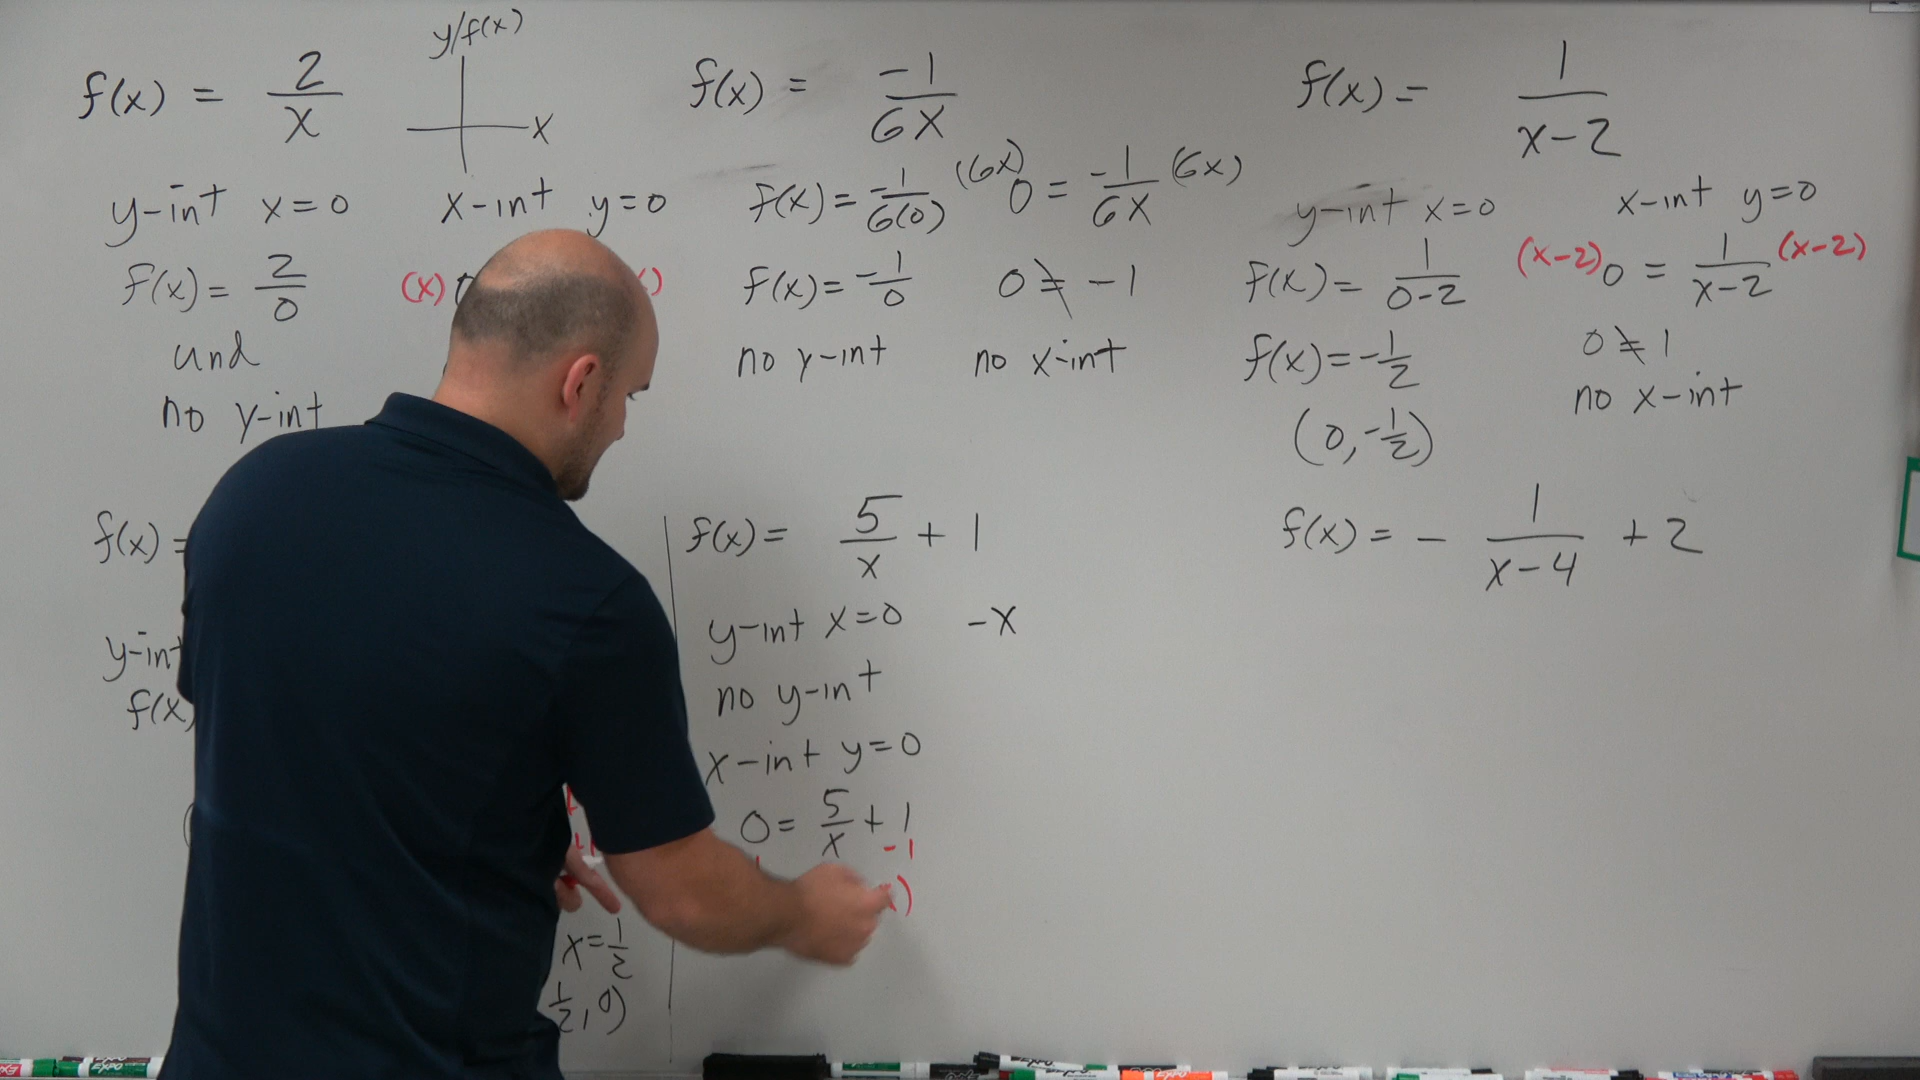 f(x) = 2/x
y/f(x)
x
y-int x=0
x-int y=0
f(x) = 2/0
(x)
und
no y-int
f(x) = -1/6x
f(x) = -1/6(0)
(6x) 0 = -1/6x (6x)
f(x) = -1/0
0 ≠ -1
no y-int
no x-int
f(x) = 1/x-2
y-int x=0
x-int y=0
f(x) = 1/0-2
(x-2) 0 = 1/x-2 (x-2)
f(x) = -1/2
0 ≠ 1
(0, -1/2)
no x-int
f(x) =
y-int
f(x)
x = 1/2
1/2, 0)
f(x) = 5/x + 1
y-int x=0
-x
no y-int
x-int y=0
0 = 5/x + 1
-1
f(x) = - 1/x-4 + 2